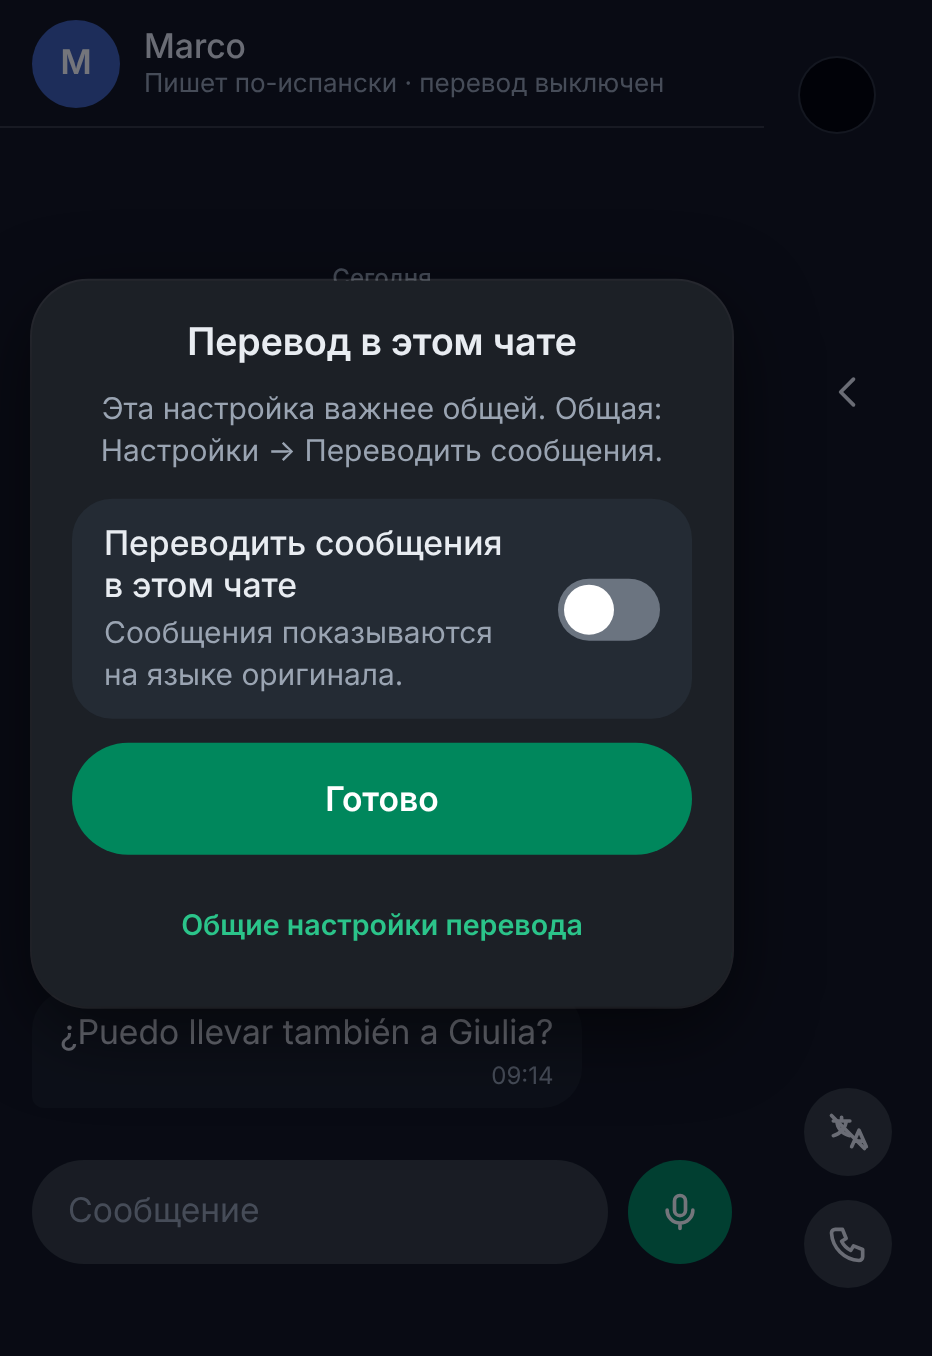 M
Marco
Пишет по-испански · перевод выключен
Сегодня
Перевод в этом чате
Эта настройка важнее общей. Общая:
Настройки → Переводить сообщения.
Переводить сообщения
в этом чате
Сообщения показываются
на языке оригинала.
Готово
Общие настройки перевода
¿Puedo llevar también a Giulia?
09:14
Сообщение